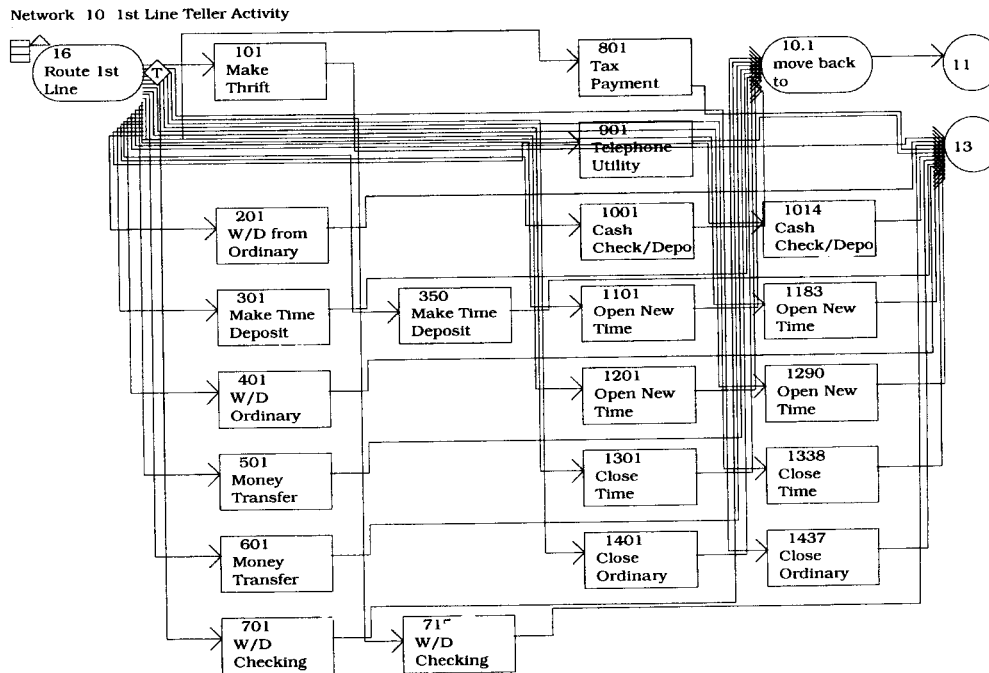 Network 10 1st Line Teller Activity
16
Route 1st
Line
T
101
Make
Thrift
801
Tax
Payment
10.1
move back
to
11
901
Telephone
Utility
13
201
W/D from
Ordinary
1001
Cash
Check/Depo
1014
Cash
Check/Depo
301
Make Time
Deposit
350
Make Time
Deposit
1101
Open New
Time
1183
Open New
Time
401
W/D
Ordinary
1201
Open New
Time
1290
Open New
Time
501
Money
Transfer
1301
Close
Time
1338
Close
Time
601
Money
Transfer
1401
Close
Ordinary
1437
Close
Ordinary
701
W/D
Checking
W/D
Checking